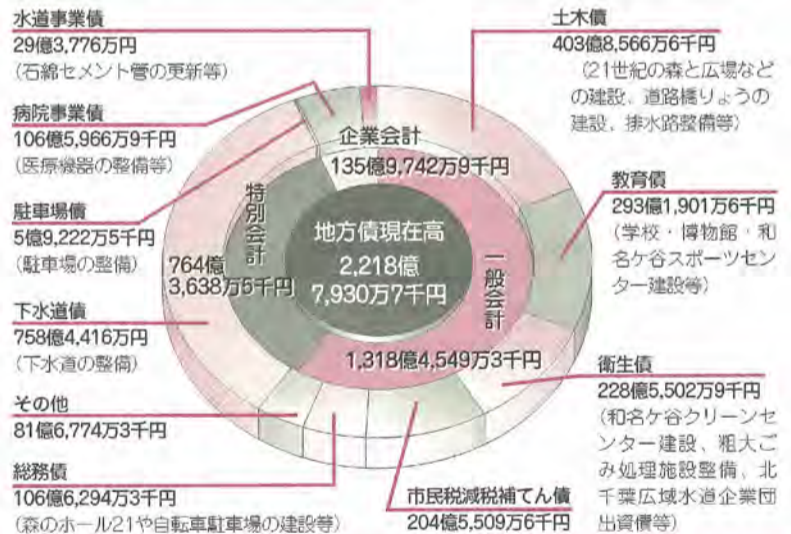 水道事業債
29億3,776万円
（石綿セメント管の更新等）
病院事業債
106億5,966万9千円
（医療機器の整備等）
駐車場債
5億9,222万5千円
（駐車場の整備）
下水道債
758億4,416万円
（下水道の整備）
その他
81億6,774万3千円
総務債
106億6,294万3千円
（森のホール21や自転車駐車場の建設等）
企業会計
135億9,742万9千円
特別会計
764億
3,638万5千円
地方債現在高
2,218億
7,930万7千円
一般会計
1,318億4,549万3千円
土木債
403億8,566万6千円
（21世紀の森と広場など
の建設、道路橋りょうの
建設、排水路整備等）
教育債
293億1,901万6千円
（学校・博物館・和
名ケ谷スポーツセン
ター建設等）
衛生債
228億5,502万9千円
（和名ケ谷クリーンセ
ンター建設、粗大ご
み処理施設整備、北
千葉広域水道企業団
出資債等）
市民税減税補てん債
204億5,509万6千円